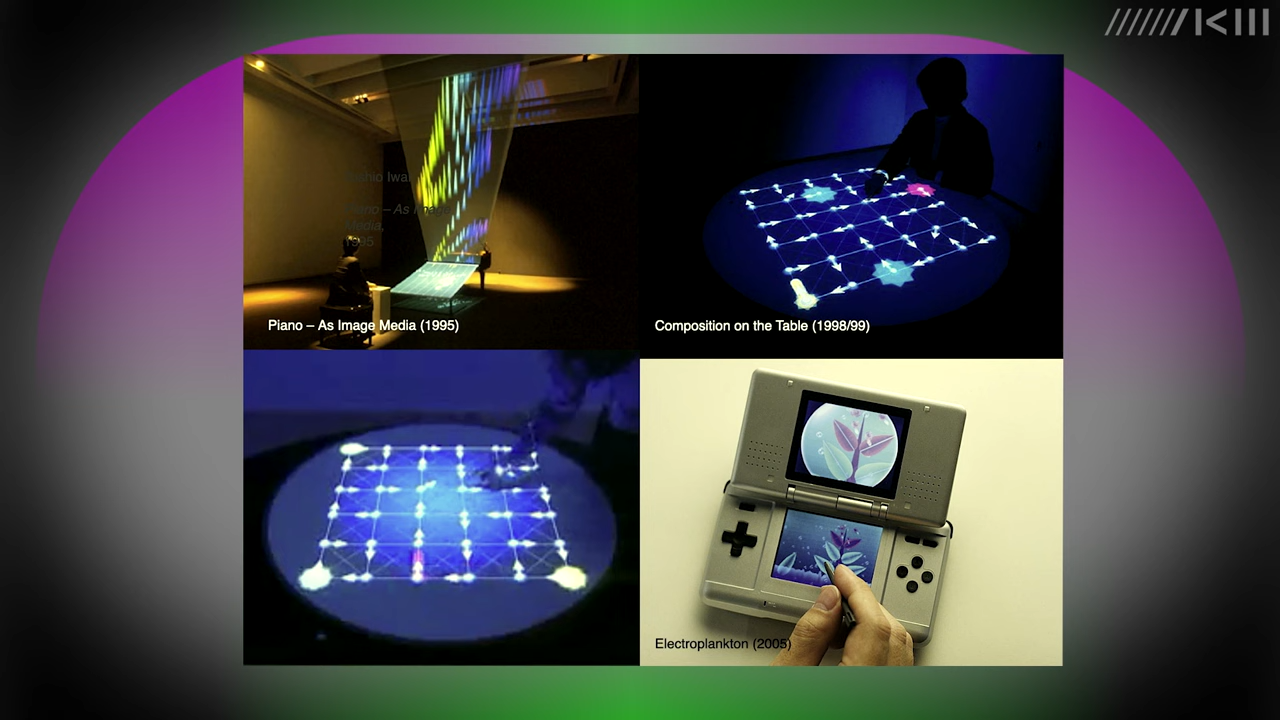 Piano – As Image Media (1995)
Composition on the Table (1998/99)
Electroplankton (2005)